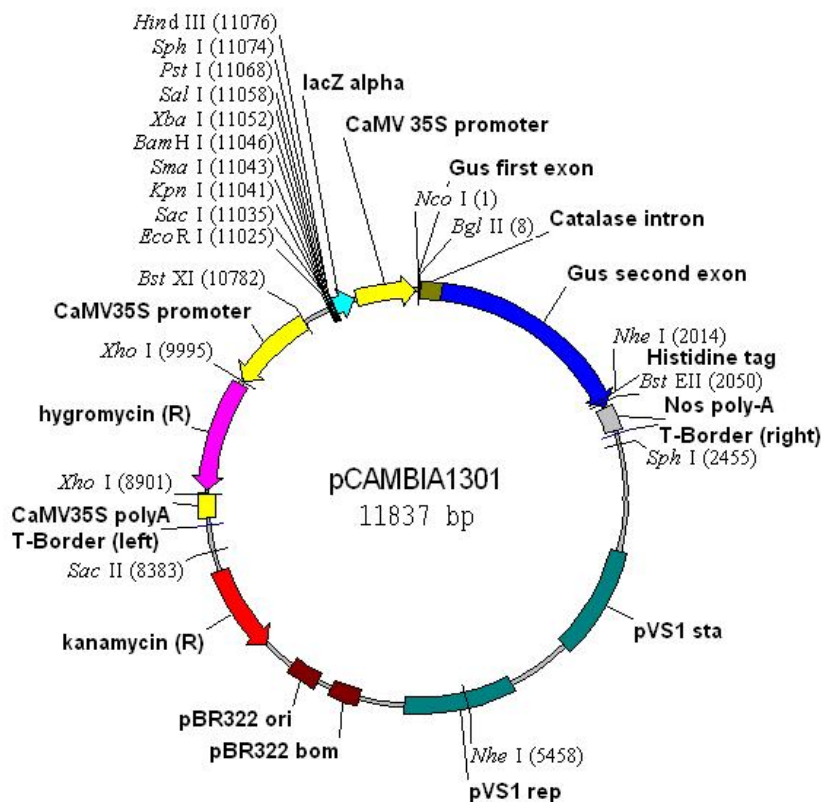 Hind III (11076)
Sph I (11074)
Pst I (11068)
Sal I (11058)
Xba I (11052)
BamH I (11046)
Sma I (11043)
Kpn I (11041)
Sac I (11035)
EcoR I (11025)
lacZ alpha
CaMV 35S promoter
Gus first exon
Nco I (1)
Bgl II (8)
Catalase intron
Gus second exon
Bst XI (10782)
CaMV35S promoter
Xho I (9995)
Nhe I (2014)
Histidine tag
Bst EII (2050)
Nos poly-A
T-Border (right)
Sph I (2455)
hygromycin (R)
Xho I (8901)
CaMV35S polyA
T-Border (left)
Sac II (8383)
pCAMBIA1301
11837 bp
kanamycin (R)
pVS1 sta
pBR322 ori
pBR322 bom
Nhe I (5458)
pVS1 rep